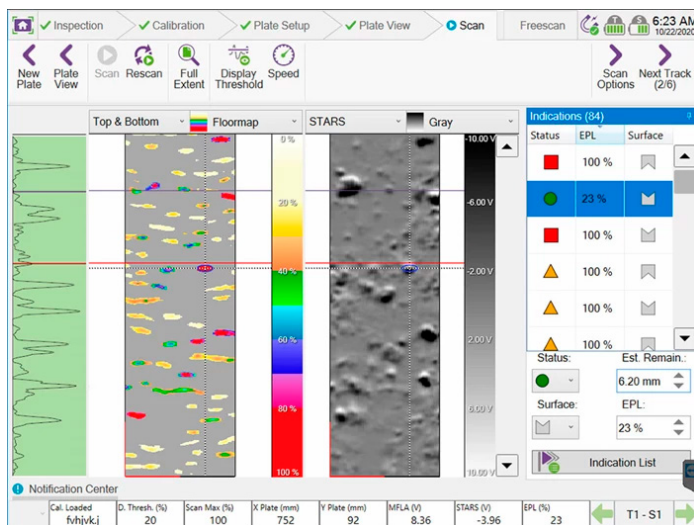 Inspection Calibration Plate Setup Plate View Scan Freescan 6:23 AM
10/22/2020
New Plate
Plate View
Scan
Rescan
Full Extent
Display Threshold
Speed
Scan Options
Next Track (2/6)
Top & Bottom Floormap STARS Gray
Indications (84)
Status EPL Surface
0 % -10.00 V
100 %
20 % -6.00 V
23 %
100 %
40 % -2.00 V
100 %
60 % 2.00 V
100 %
100 %
80 % 6.00 V
100 % 10.00 V
Status: Est. Remain.:
6.20 mm
Surface: EPL:
23 %
Indication List
Notification Center
Cal. Loaded D. Thresh. (%) Scan Max (%) X Plate (mm) Y Plate (mm) MFLA (V) STARS (V) EPL (%)
fvhjvk.j 20 100 752 92 8.36 -3.96 23
T1 - S1